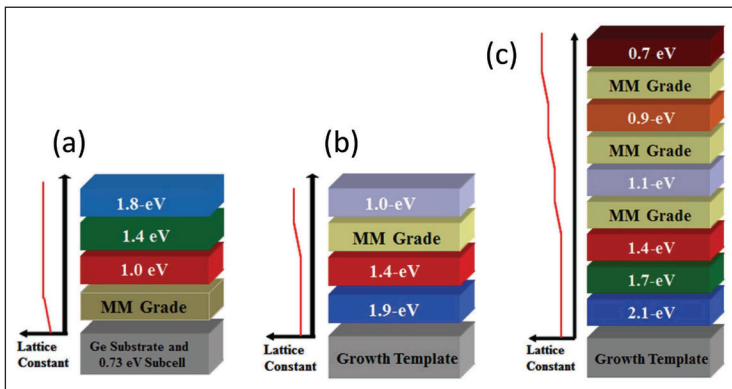 (a)
1.8-eV
1.4 eV
1.0 eV
MM Grade
Ge Substrate and
0.73 eV Subcell
Lattice
Constant
(b)
1.0-eV
MM Grade
1.4-eV
1.9-eV
Growth Template
Lattice
Constant
(c)
0.7 eV
MM Grade
0.9-eV
MM Grade
1.1-eV
MM Grade
1.4-eV
1.7-eV
2.1-eV
Growth Template
Lattice
Constant